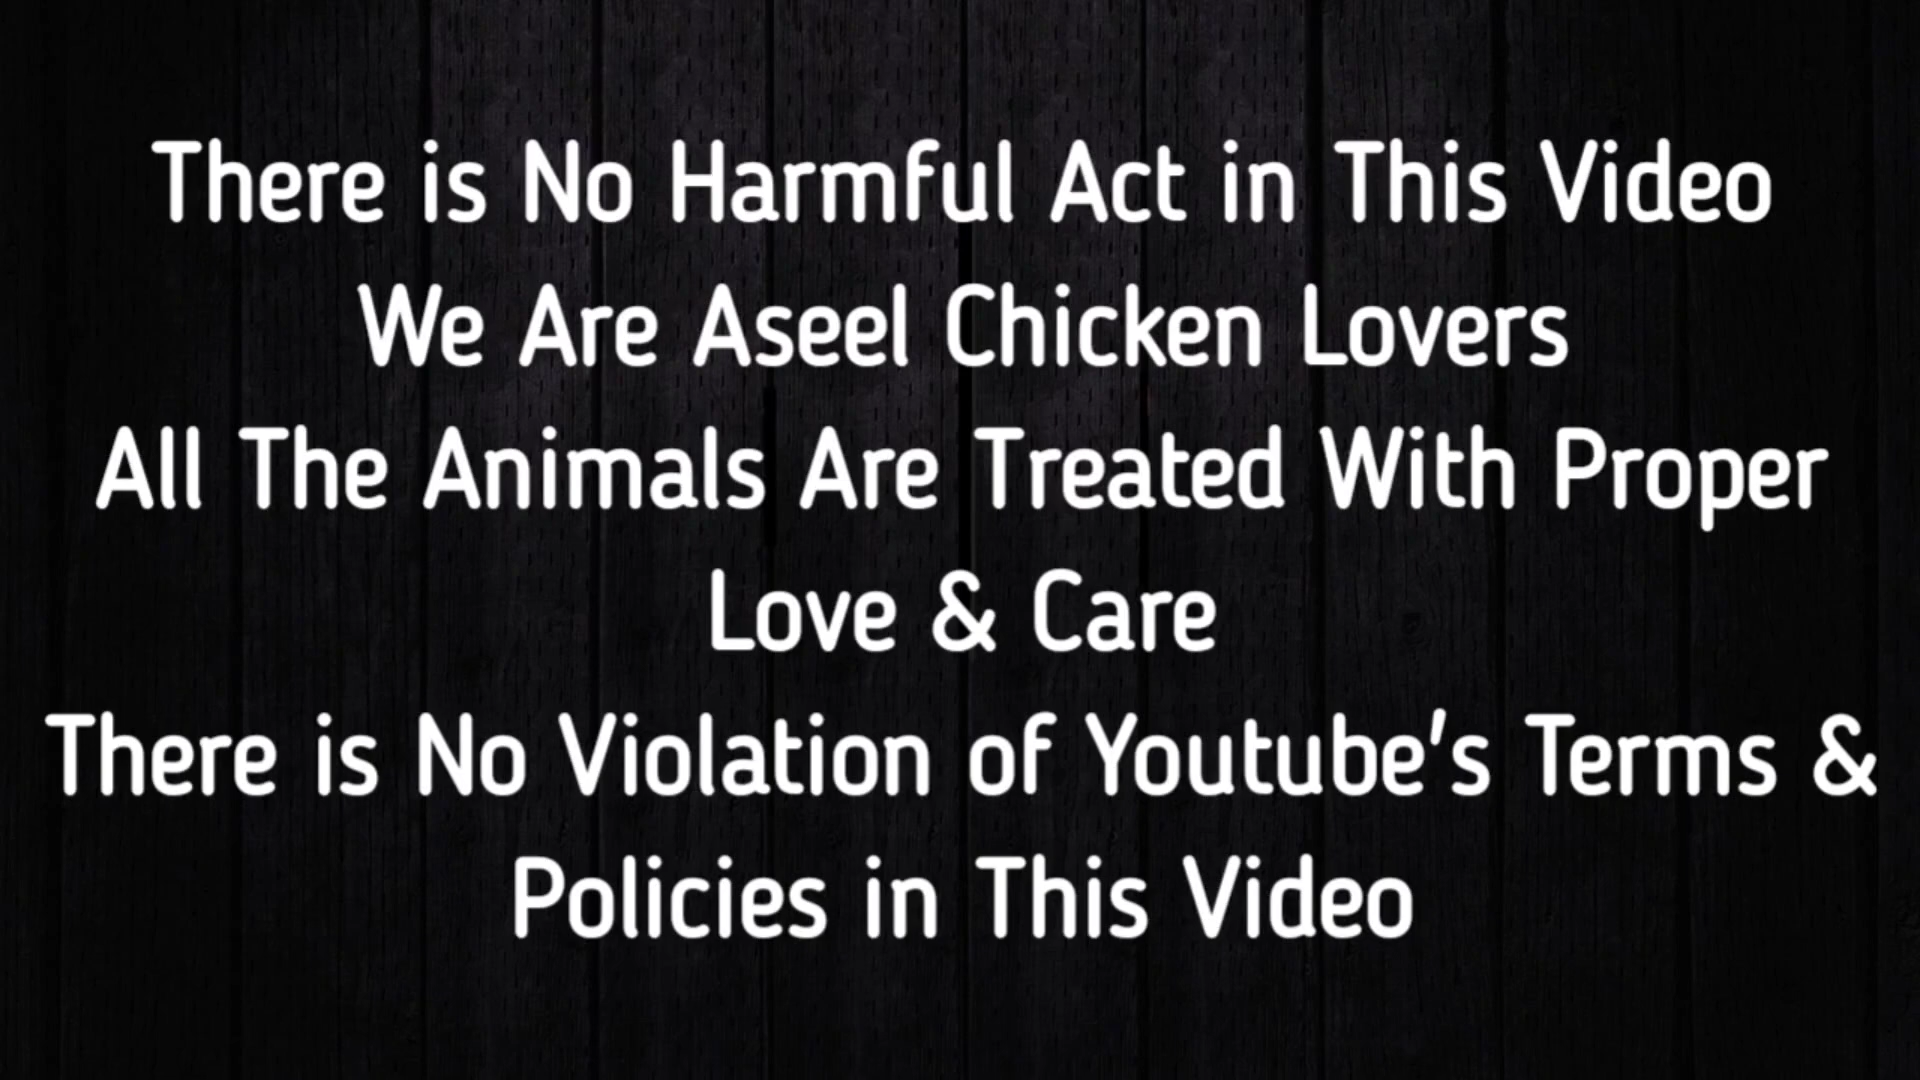 There is No Harmful Act in This Video
We Are Aseel Chicken Lovers
All The Animals Are Treated With Proper
Love & Care
There is No Violation of Youtube's Terms &
Policies in This Video